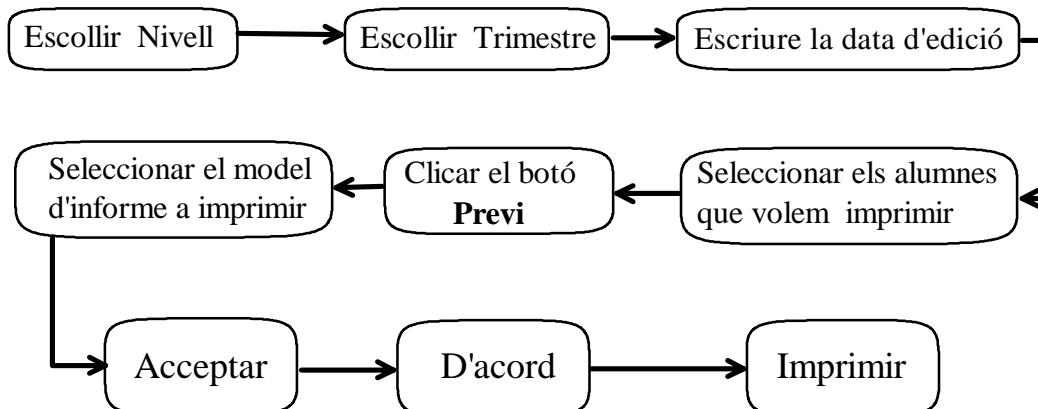 Escollir Nivell
Escollir Trimestre
Escriure la data d'edició
Seleccionar els alumnes
que volem imprimir
Clicar el botó
Previ
Seleccionar el model
d'informe a imprimir
Acceptar
D'acord
Imprimir